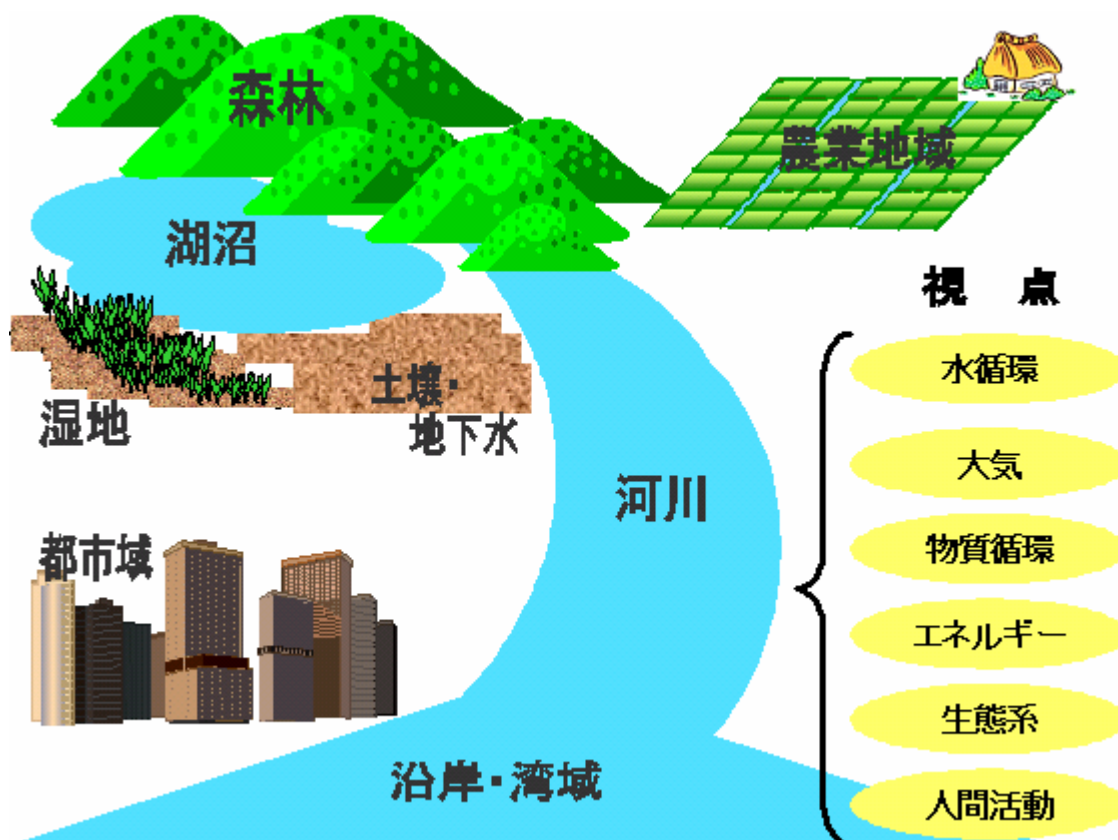 森林
農業地域
湖沼
土壌・
地下水
湿地
河川
都市域
沿岸・湾域
視 点
水循環
大気
物質循環
エネルギー
生態系
人間活動